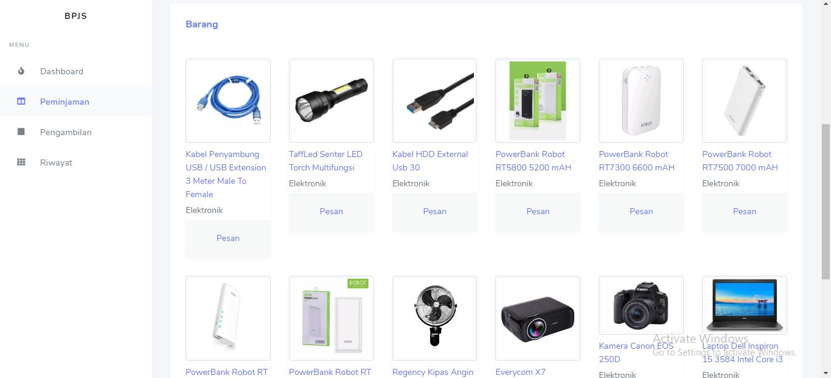 BPJS
MENU
Dashboard
Peminjaman
Pengambilan
Riwayat
Barang
Kabel Penyambung
USB / USB Extension
3 Meter Male To
Female
Elektronik
Pesan
TaffLed Senter LED
Torch Multifungsi
Elektronik
Pesan
Kabel HDD External
Usb 30
Elektronik
Pesan
PowerBank Robot
RT5800 5200 mAH
Elektronik
Pesan
PowerBank Robot
RT7300 6600 mAH
Elektronik
Pesan
PowerBank Robot
RT7500 7000 mAH
Elektronik
Pesan
PowerBank Robot RT
ROBOT
PowerBank Robot RT
Regency Kipas Angin
Everycom X7
Kamera Canon EOS
250D
Elektronik
Laptop Dell Inspiron
15 3584 Intel Core i3
Elektronik
Activate Windows
Go to Settings to activate Windows.